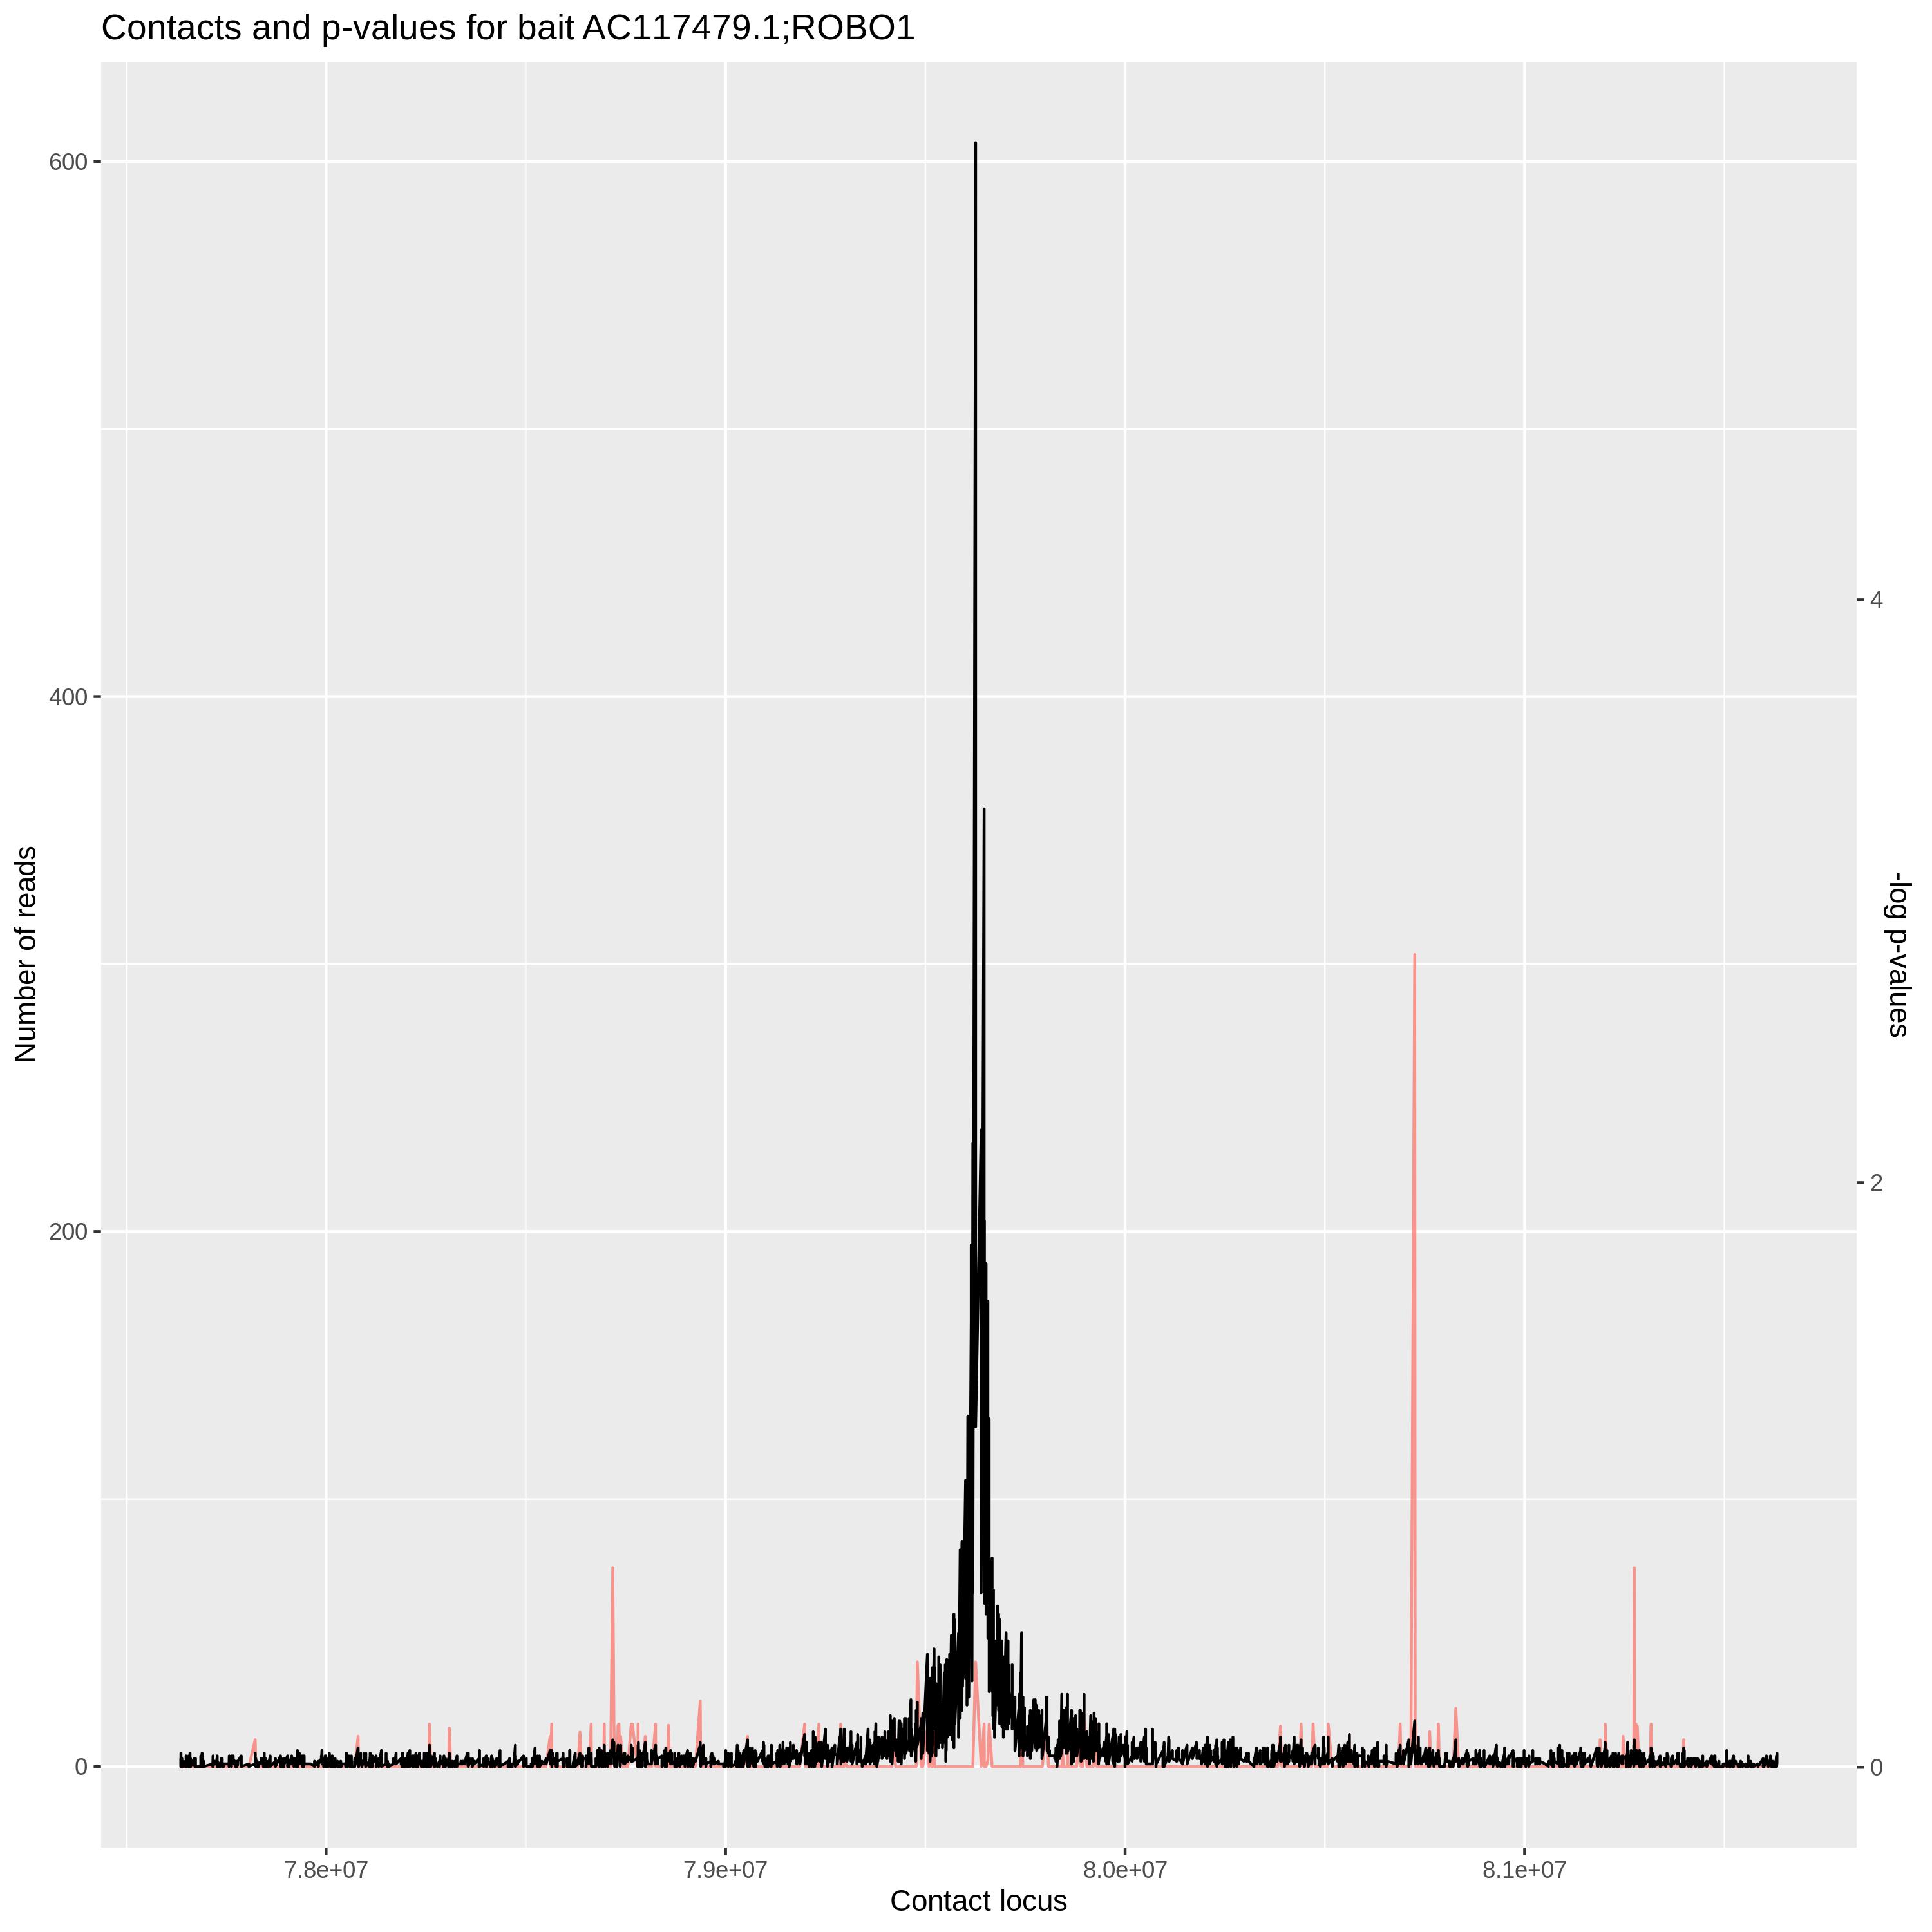 Contacts and p-values for bait AC117479.1;ROBO1
600
400
200
0
Number of reads
4
2
0
-log p-values
7.8e+07
7.9e+07
8.0e+07
8.1e+07
Contact locus